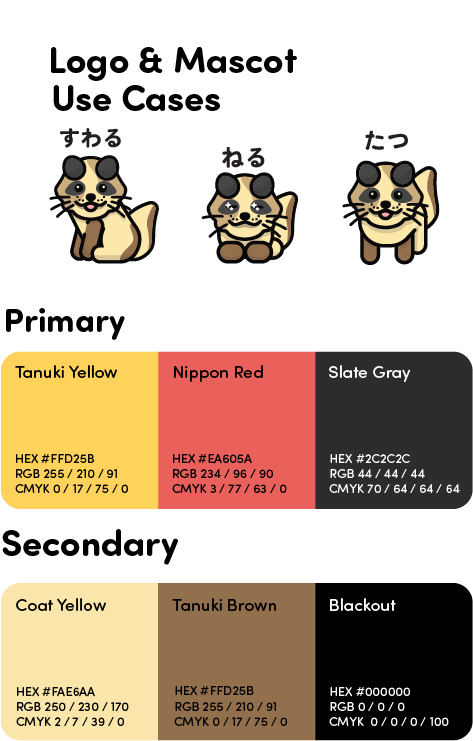 Logo & Mascot
Use Cases
すわる
ねる
たつ
Primary
Tanuki Yellow
HEX #FFD25B
RGB 255 / 210 / 91
CMYK 0 / 17 / 75 / 0
Nippon Red
HEX #EA605A
RGB 234 / 96 / 90
CMYK 3 / 77 / 63 / 0
Slate Gray
HEX #2C2C2C
RGB 44 / 44 / 44
CMYK 70 / 64 / 64 / 64
Secondary
Coat Yellow
HEX #FAE6AA
RGB 250 / 230 / 170
CMYK 2 / 7 / 39 / 0
Tanuki Brown
HEX #FFD25B
RGB 255 / 210 / 91
CMYK 0 / 17 / 75 / 0
Blackout
HEX #000000
RGB 0 / 0 / 0
CMYK 0 / 0 / 0 / 100